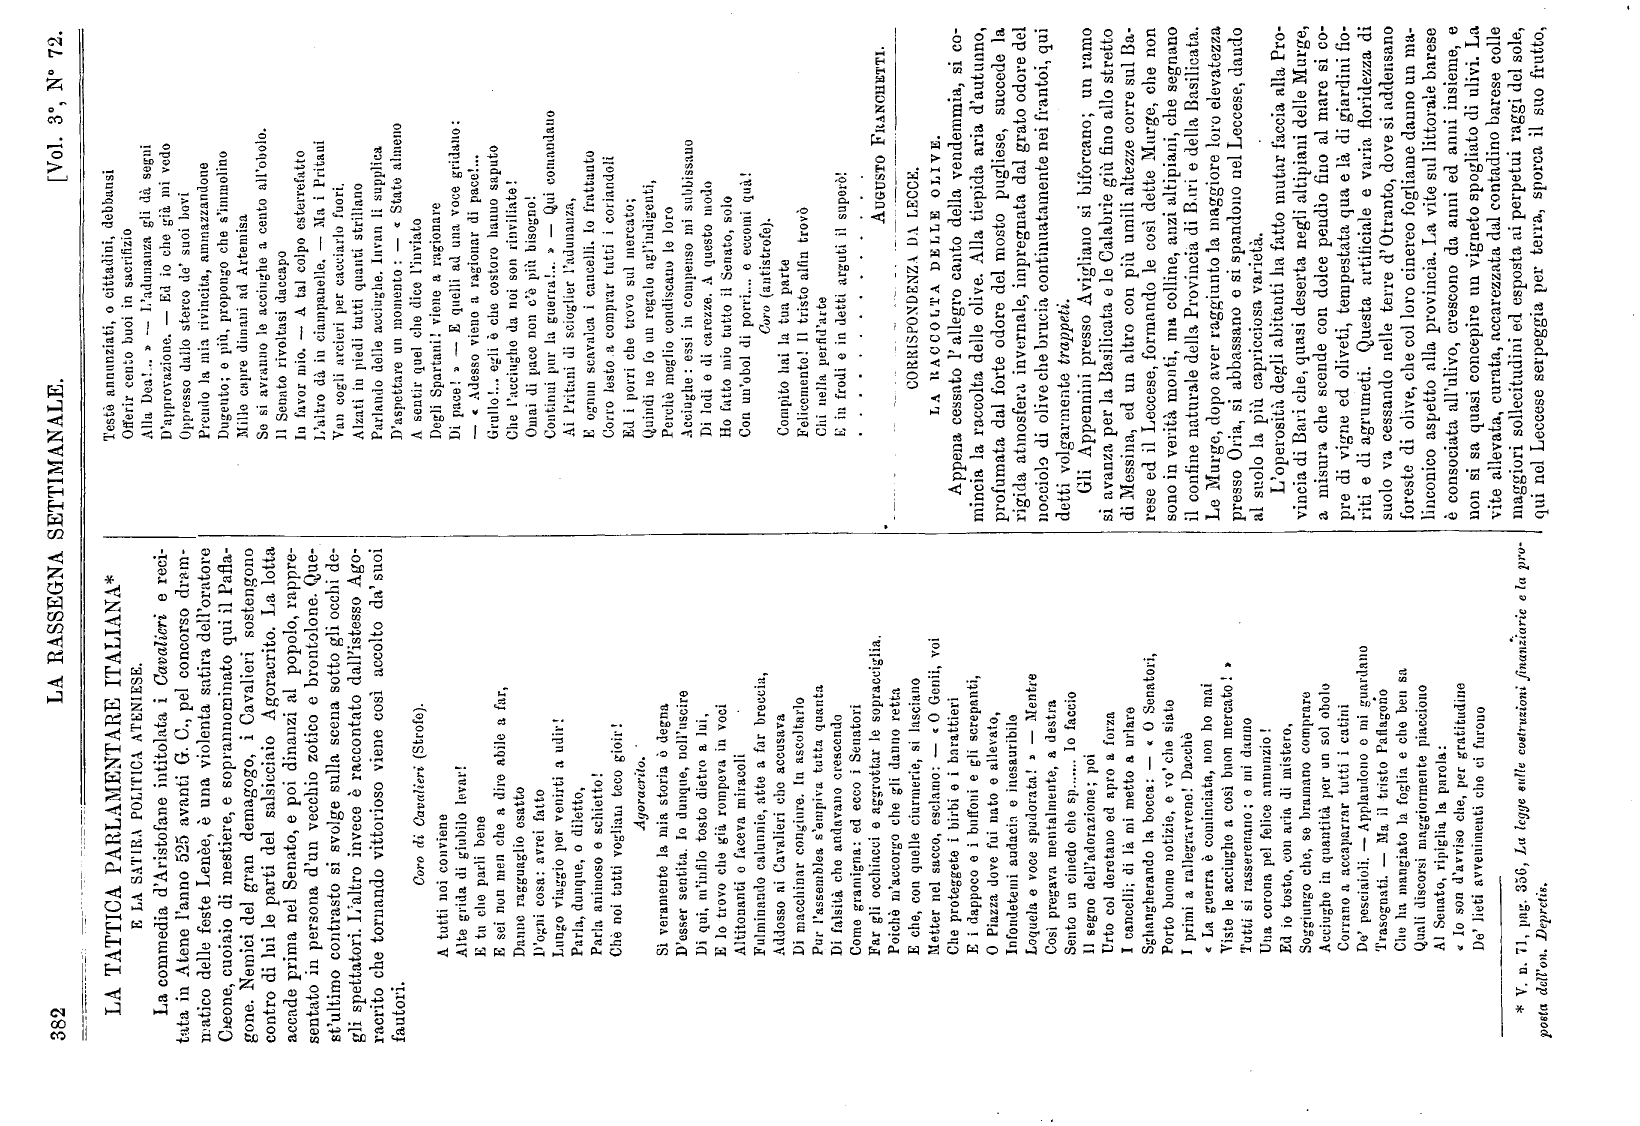 382
LA RASSEGNA SETTIMANALE.
[Vol. 3°, N° 72.
LA TATTICA PARLAMENTARE ITALIANA*
E LA SATIRA POLITICA ATENIESE.
La commedia d'Aristofane intitolata i Cavalieri e reci-
tata in Atene l'anno 525 avanti G. C., pel concorso dram-
matico delle feste Lenèe, è una violenta satira dell'oratore
Cleone, cuoiaio di mestiere, e soprannominato qui il Pafla-
gone. Nemici del gran demagogo, i Cavalieri sostengono
contro di lui le parti del salsicciaio Agoracrito. La lotta
accade prima nel Senato, e poi dinanzi al popolo, rappre-
sentato in persona d'un vecchio zotico e brontolone. Que-
st'ultimo contrasto si svolge sulla scena sotto gli occhi de-
gli spettatori. L'altro invece è raccontato dall'istesso Ago-
racrito che tornando vittorioso viene così accolto da' suoi
fautori.
Coro di Cavalieri (Strofe).
A tutti noi conviene
Alte grida di giubilo levar!
E tu che parli bene
E sei non men che a dire abile a far,
Danne ragguaglio esatto
D'ogni cosa: avrei fatto
Lungo viaggio per venirti a udir!
Parla, dunque, o diletto,
Parla animoso e schietto!
Chè noi tutti vogliam teco gioir!
Agoracrito.
Sì veramente la mia storia è degna
D'esser sentita. Io dunque, nell'uscire
Di qui, m'infilo tosto dietro a lui,
E lo trovo che già rompeva in voci
Altitonanti e faceva miracoli
Fulminando calunnie, atte a far breccia,
Addosso ai Cavalieri che accusava
Di macchinar congiure. In ascoltarlo
Pur l'assemblea s'empiva tutta quanta
Di falsità che andavano crescendo
Come gramigna: ed ecco i Senatori
Far gli occhiacci e aggrottar le sopracciglia.
Poichè m'accorgo che gli danno retta
E che, con quelle ciurmerie, si lasciano
Metter nel sacco, esclamo: — « O Genii, voi
Che proteggete i birbi e i barattieri
E i dappoco e i buffoni e gli screpanti,
O Piazza dove fui nato e allevato,
Infondetemi audacia e inesauribile
Loquela e voce spudorata! » — Mentre
Così pregava mentalmente, a destra
Sento un cinedo che sp....... Io faccio
Il segno dell'adorazione; poi
Urto col deretano ed apro a forza
I cancelli; di là mi metto a urlare
Sghangherando la bocca: — « O Senatori,
Porto buone notizie, e vo' che siate
I primi a rallegrarvene! Dacchè
« La guerra è cominciata, non ho mai
Viste le acciughe a così buon mercato! »
Tutti si rasserenano; e mi danno
Una corona pel felice annunzio!
Ed io tosto, con aria di mistero,
Soggiungo che, se bramano comprare
Acciughe in quantità per un sol obolo
Corrano a accaparrar tutti i catini
De' pesciaioli. — Applaudono e mi guardano
Trasognati. — Ma il tristo Paflagone
Che ha mangiato la foglia e che ben sa
Quali discorsi maggiormente piacciono
Al Senato, ripiglia la parola:
« Io son d'avviso che, per gratitudine
De' lieti avvenimenti che ci furono
* V. n. 71, pag. 356, La legge sulle costruzioni finanziarie e la pro-
posta dell'on. Depretis.
Testè annunziati, o cittadini, debbansi
Offerir cento buoi in sacrifizio
Alla Dea!... » — L'adunanza gli dà segni
D'approvazione. — Ed io che già mi vedo
Oppresso dallo sterco de' suoi bovi
Prendo la mia rivincita, ammazzandone
Dugento; e più, propongo che s'immolino
Mille capre dimani ad Artemisa
Se si avranno le acciughe a cento all'obolo.
Il Senato rivoltasi daccapo
In favor mio. — A tal colpo esterrefatto
L'altro dà in ciampanelle. — Ma i Pritani
Van cogli arcieri per cacciarlo fuori.
Alzati in piedi tutti quanti strillano
Parlando delle acciughe. Invan li supplica
D'aspettare un momento: — « State almeno
A sentir quel che dice l'inviato
Degli Spartani! viene a ragionare
Di pace! » — E quelli ad una voce gridano:
— « Adesso viene a ragionar di pace!...
Grullo!... egli è che costoro hanno saputo
Che l'acciughe da noi son rinviliate!
Omai di pace non c'è più bisogno!
Continui pur la guerra!... » — Qui comandano
Ai Pritani di scioglier l'adunanza,
E ognun scavalca i cancelli. Io frattanto
Corro lesto a comprar tutti i coriandoli
Ed i porri che trovo sul mercato;
Quindi ne fo un regalo agl'indigenti,
Perchè meglio condiscano le loro
Acciughe: essi in compenso mi subbissano
Di lodi e di carezze. A questo modo
Ho fatto mio tutto il Senato, solo
Con un'obol di porri.... e eccomi quà!
Coro (antistrofe).
Compìto hai la tua parte
Felicemente! Il tristo alfin trovò
Chi nella perfid'arte
E in frodi e in detti arguti il superò!
. . . . . . . . . . . . . .
AUGUSTO FRANCHETTI.
CORRISPONDENZA DA LECCE.
LA RACCOLTA DELLE OLIVE.
Appena cessato l'allegro canto della vendemmia, si co-
mincia la raccolta delle olive. Alla tiepida aria d'autunno,
profumata dal forte odore del mosto pugliese, succede la
rigida atmosfera invernale, impregnata dal grato odore del
nocciolo di olive che brucia continuatamente nei frantoi, qui
detti volgarmente trappeti.
Gli Appennini presso Avigliano si biforcano; un ramo
si avanza per la Basilicata e le Calabrie giù fino allo stretto
di Messina, ed un altro con più umili altezze corre sul Ba-
rese ed il Leccese, formando le così dette Murge, che non
sono in verità monti, ma colline, anzi altipiani, che segnano
il confine naturale della Provincia di Bari e della Basilicata.
Le Murge, dopo aver raggiunto la maggiore loro elevatezza
presso Oria, si abbassano e si spandono nel Leccese, dando
al suolo la più capricciosa varietà.
L'operosità degli abitanti ha fatto mutar faccia alla Pro-
vincia di Bari che, quasi deserta negli altipiani delle Murge,
a misura che scende con dolce pendìo fino al mare si co-
pre di vigne ed oliveti, tempestata qua e là di giardini fio-
riti e di agrumeti. Questa artificiale e varia floridezza di
suolo va cessando nelle terre d'Otranto, dove si addensano
foreste di olive, che col loro cinereo fogliame danno un ma-
linconico aspetto alla provincia. La vite sul littorale barese
è consociata all'ulivo, crescono da anni ed anni insieme, e
non si sa quasi concepire un vigneto spogliato di ulivi. La
vite allevata, curata, accarezzata dal contadino barese colle
maggiori sollecitudini ed esposta ai perpetui raggi del sole,
qui nel Leccese serpeggia per terra, sporca il suo frutto,